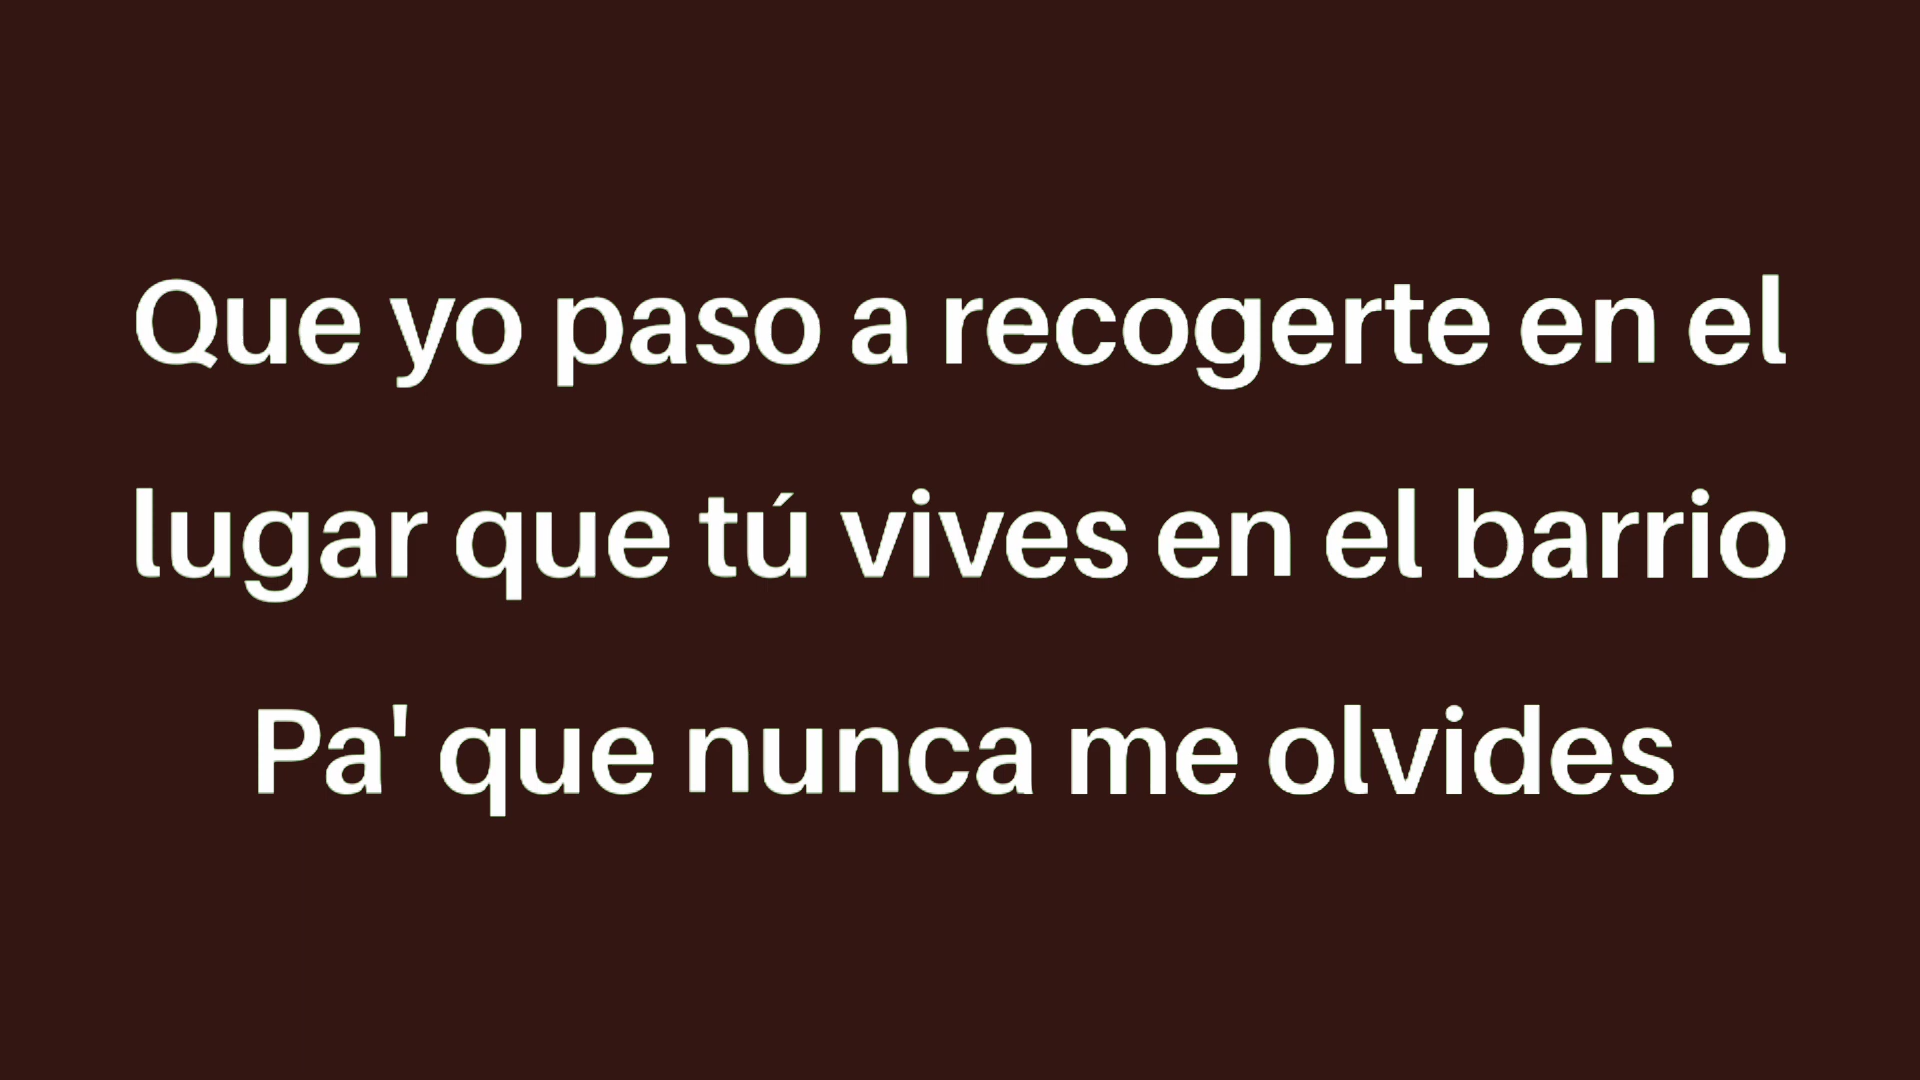 Que yo paso a recogerte en el
lugar que tú vives en el barrio
Pa' que nunca me olvides